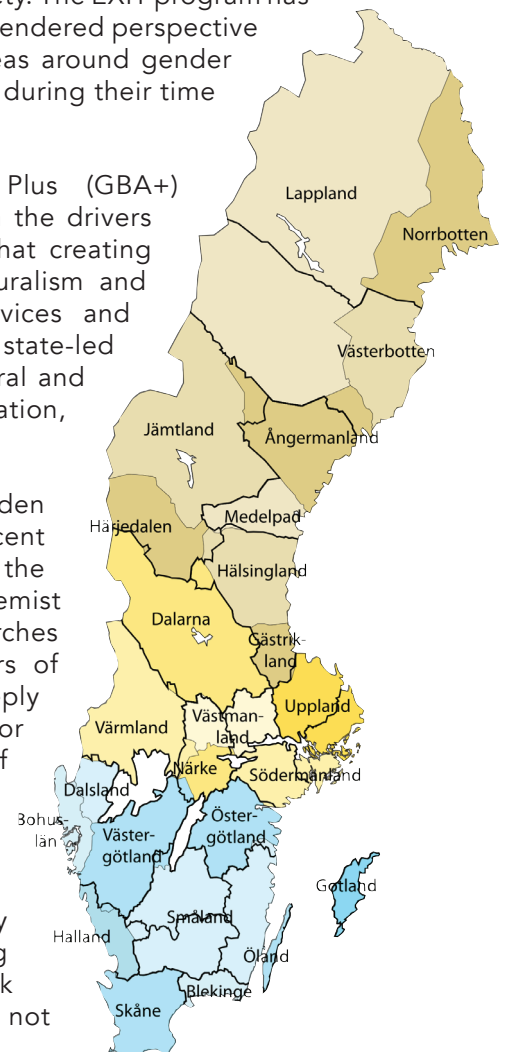 ety. The EXIT program has
endered perspective
eas around gender
during their time
Plus (GBA+)
the drivers
hat creating
uralism and
vices and
state-led
ral and
ation,
den
cent
the
emist
rches
rs of
ply
or
f
y
g
k
not
Lappland
Norrbotten
Västerbotten
Jämtland
Ångermanland
Härjedalen
Medelpad
Hälsingland
Dalarna
Gästrik-
land
Uppland
Värmland
Västman-
land
Närke
Södermanland
Dalsland
Bohus-
län
Väster-
götland
Öster-
götland
Gotland
Småland
Halland
Öland
Blekinge
Skåne